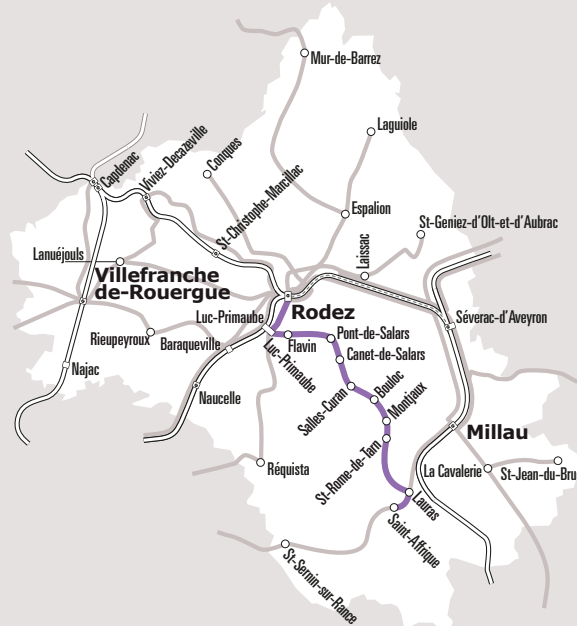 Mur-de-Barrez
Laguiole
Capdenac
Viviez-Decazeville
Conques
St-Christophe-Marcillac
Espalion
St-Geniez-d'Olt-et-d'Aubrac
Lanuéjouls
Laissac
Villefranche
de-Rouergue
Luc-Primaube
Rodez
Séverac-d'Aveyron
Rieupeyroux
Baraqueville
Luc-Primaube
Flavin
Pont-de-Salars
Canet-de-Salars
Najac
Naucelle
Salles-Curan
Bouloc
Montjaux
Millau
St-Rome-de-Tarn
Réquista
La Cavalerie
St-Jean-du-Bru
Lauras
Saint-Affrique
St-Sernin-sur-Rance